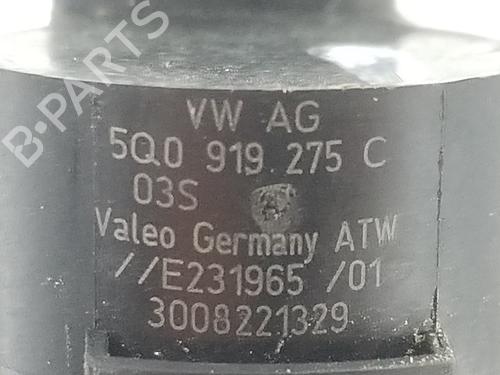 B-PARTS
VW AG
5Q0 919 275 C
03S
Valeo Germany ATW
//E231965 /01
3008221329